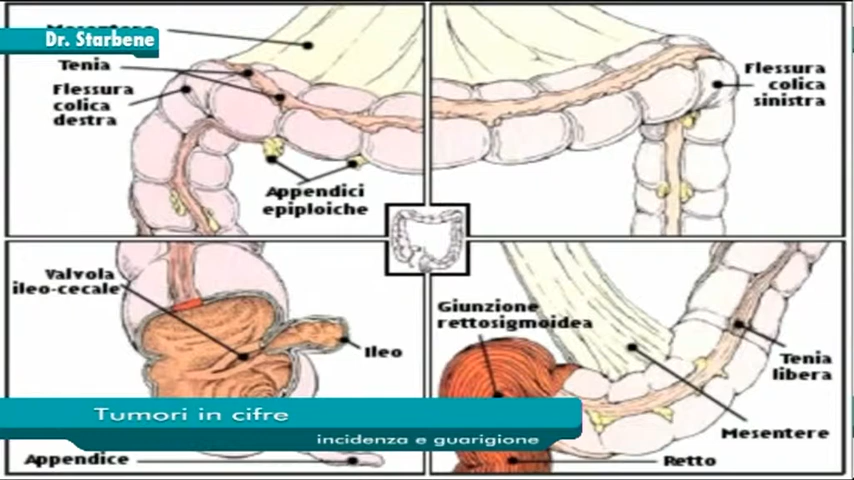 Dr. Starbene
Tenia
Flessura
colica
destra
Appendici
epiploiche
Flessura
colica
sinistra
Valvola
ileo-cecale
Ileo
Appendice
Giunzione
rettosigmoidea
Tenia
libera
Mesentere
Retto
Tumori in cifre
incidenza e guarigione